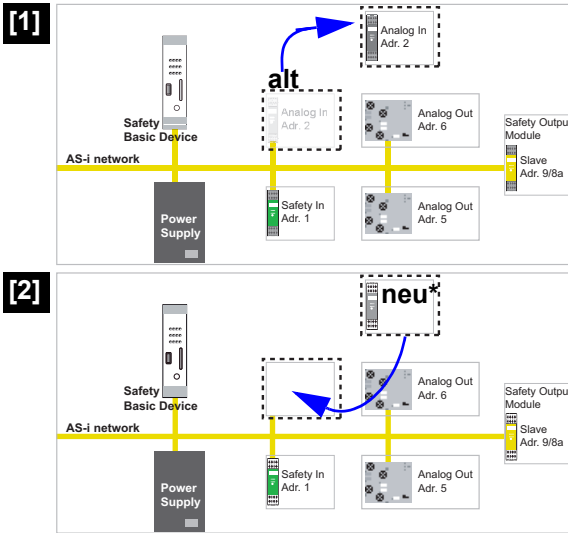 [1]
Analog In
Adr. 2
alt
Analog In
Adr. 2
Analog Out
Adr. 6
Safety
Basic Device
Safety Output
Module
AS-i network
Slave
Adr. 9/8a
Safety In
Adr. 1
Analog Out
Adr. 5
Power
Supply
[2]
neu*
Analog Out
Adr. 6
Safety
Basic Device
Safety Output
Module
AS-i network
Slave
Adr. 9/8a
Safety In
Adr. 1
Analog Out
Adr. 5
Power
Supply